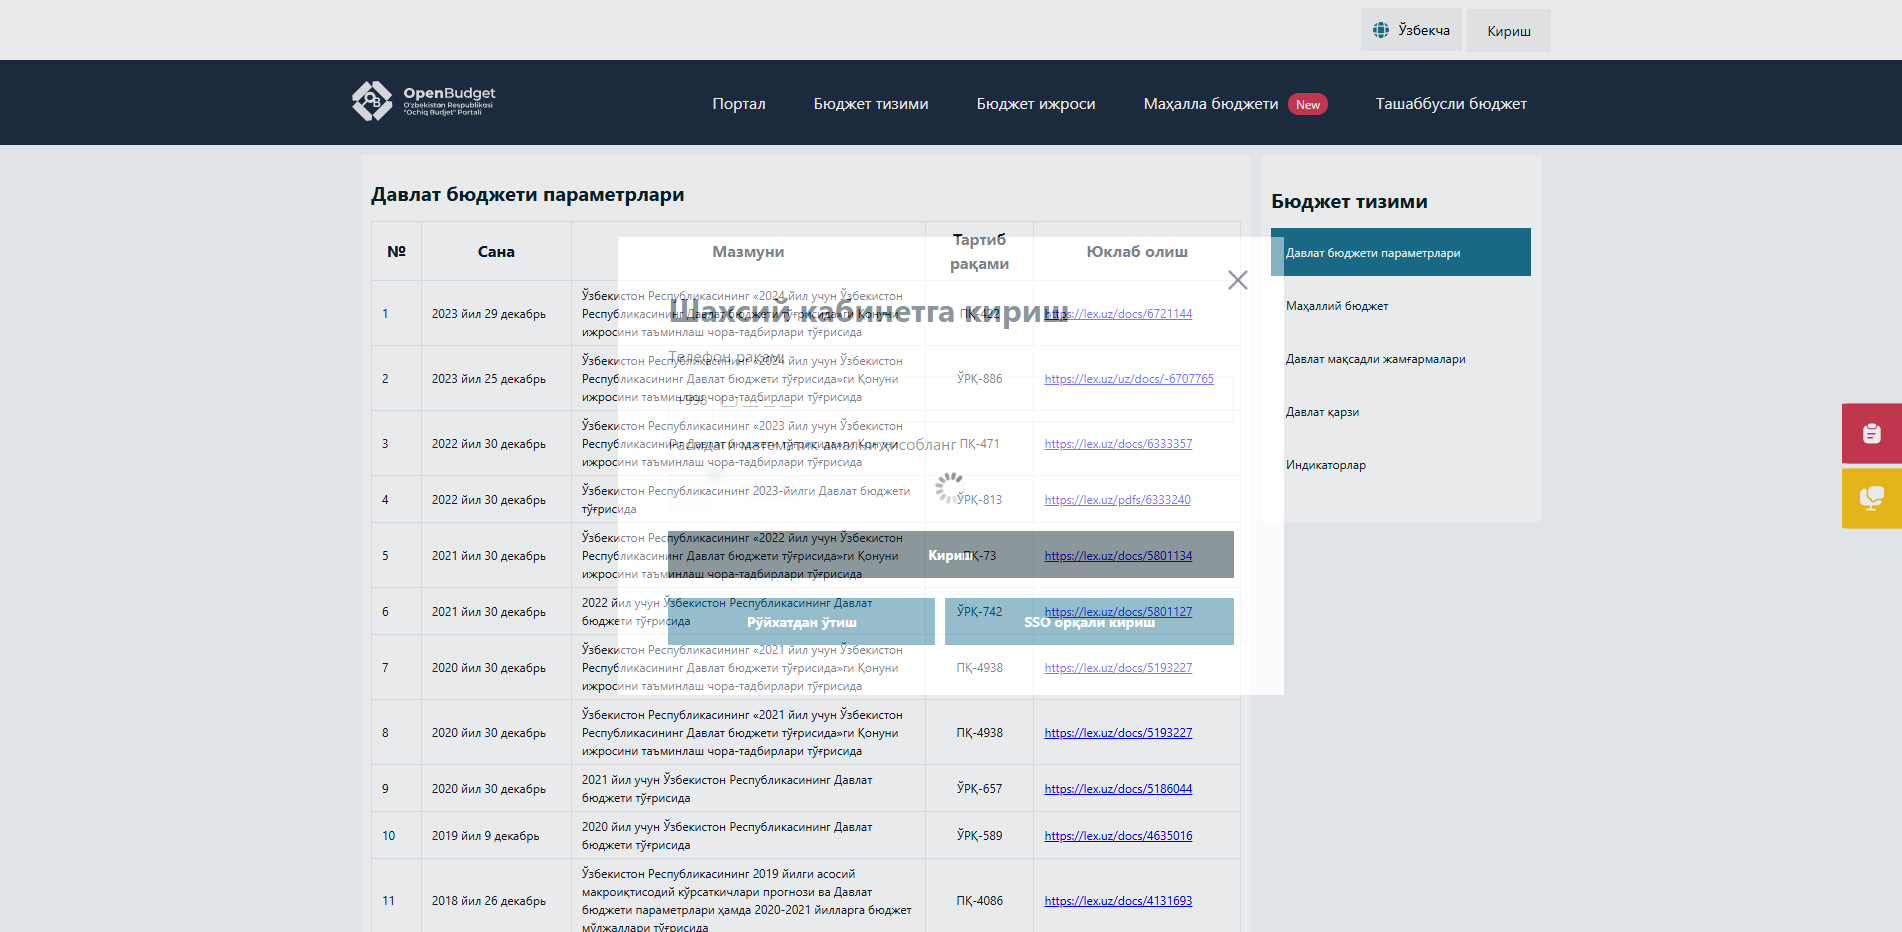 Ўзбекча
Кириш
OpenBudget
O'zbekiston Respublikasi
"Ochiq Budjet" Portali
Портал
Бюджет тизими
Бюджет ижроси
Маҳалла бюджети New
Ташаббусли бюджет
Давлат бюджети параметрлари
№
Сана
Мазмуни
Тартиб
рақами
Юклаб олиш
1
2023 йил 29 декабрь
Ўзбекистон Республикасининг «2024 йил учун Ўзбекистон
Республикасининг Давлат бюджети тўғрисида»ги Қонуни
ижросини таъминлаш чора-тадбирлари тўғрисида
ПҚ-422
https://lex.uz/docs/6721144
2
2023 йил 25 декабрь
Ўзбекистон Республикасининг «2024 йил учун Ўзбекистон
Республикасининг Давлат бюджети тўғрисида»ги Қонуни
ижросини таъминлаш чора-тадбирлари тўғрисида
ЎРҚ-886
https://lex.uz/uz/docs/-6707765
3
2022 йил 30 декабрь
Ўзбекистон Республикасининг «2023 йил учун Ўзбекистон
Республикасининг Давлат бюджети тўғрисида»ги Қонуни
ижросини таъминлаш чора-тадбирлари тўғрисида
ПҚ-471
https://lex.uz/docs/6333357
4
2022 йил 30 декабрь
Ўзбекистон Республикасининг 2023-йилги Давлат бюджети
тўғрисида
ЎРҚ-813
https://lex.uz/pdfs/6333240
5
2021 йил 30 декабрь
Ўзбекистон Республикасининг «2022 йил учун Ўзбекистон
Республикасининг Давлат бюджети тўғрисида»ги Қонуни
ижросини таъминлаш чора-тадбирлари тўғрисида
ПҚ-73
https://lex.uz/docs/5801134
6
2021 йил 30 декабрь
2022 йил учун Ўзбекистон Республикасининг Давлат
бюджети тўғрисида
ЎРҚ-742
https://lex.uz/docs/5801127
7
2020 йил 30 декабрь
Ўзбекистон Республикасининг «2021 йил учун Ўзбекистон
Республикасининг Давлат бюджети тўғрисида»ги Қонуни
ижросини таъминлаш чора-тадбирлари тўғрисида
ПҚ-4938
https://lex.uz/docs/5193227
8
2020 йил 30 декабрь
Ўзбекистон Республикасининг «2021 йил учун Ўзбекистон
Республикасининг Давлат бюджети тўғрисида»ги Қонуни
ижросини таъминлаш чора-тадбирлари тўғрисида
ПҚ-4938
https://lex.uz/docs/5193227
9
2020 йил 30 декабрь
2021 йил учун Ўзбекистон Республикасининг Давлат
бюджети тўғрисида
ЎРҚ-657
https://lex.uz/docs/5186044
10
2019 йил 9 декабрь
2020 йил учун Ўзбекистон Республикасининг Давлат
бюджети тўғрисида
ЎРҚ-589
https://lex.uz/docs/4635016
11
2018 йил 26 декабрь
Ўзбекистон Республикасининг 2019 йилги асосий
макроиқтисодий кўрсаткичлари прогнози ва Давлат
бюджети параметрлари ҳамда 2020-2021 йилларга бюджет
мўлжаллари тўғрисида
ПҚ-4086
https://lex.uz/docs/4131693
Шахсий кабинетга кириш
Телефон рақами
+998
Расмдаги математик амални ҳисобланг
Кириш
Рўйхатдан ўтиш
SSO орқали кириш
Бюджет тизими
Давлат бюджети параметрлари
Маҳаллий бюджет
Давлат мақсадли жамғармалари
Давлат қарзи
Индикаторлар